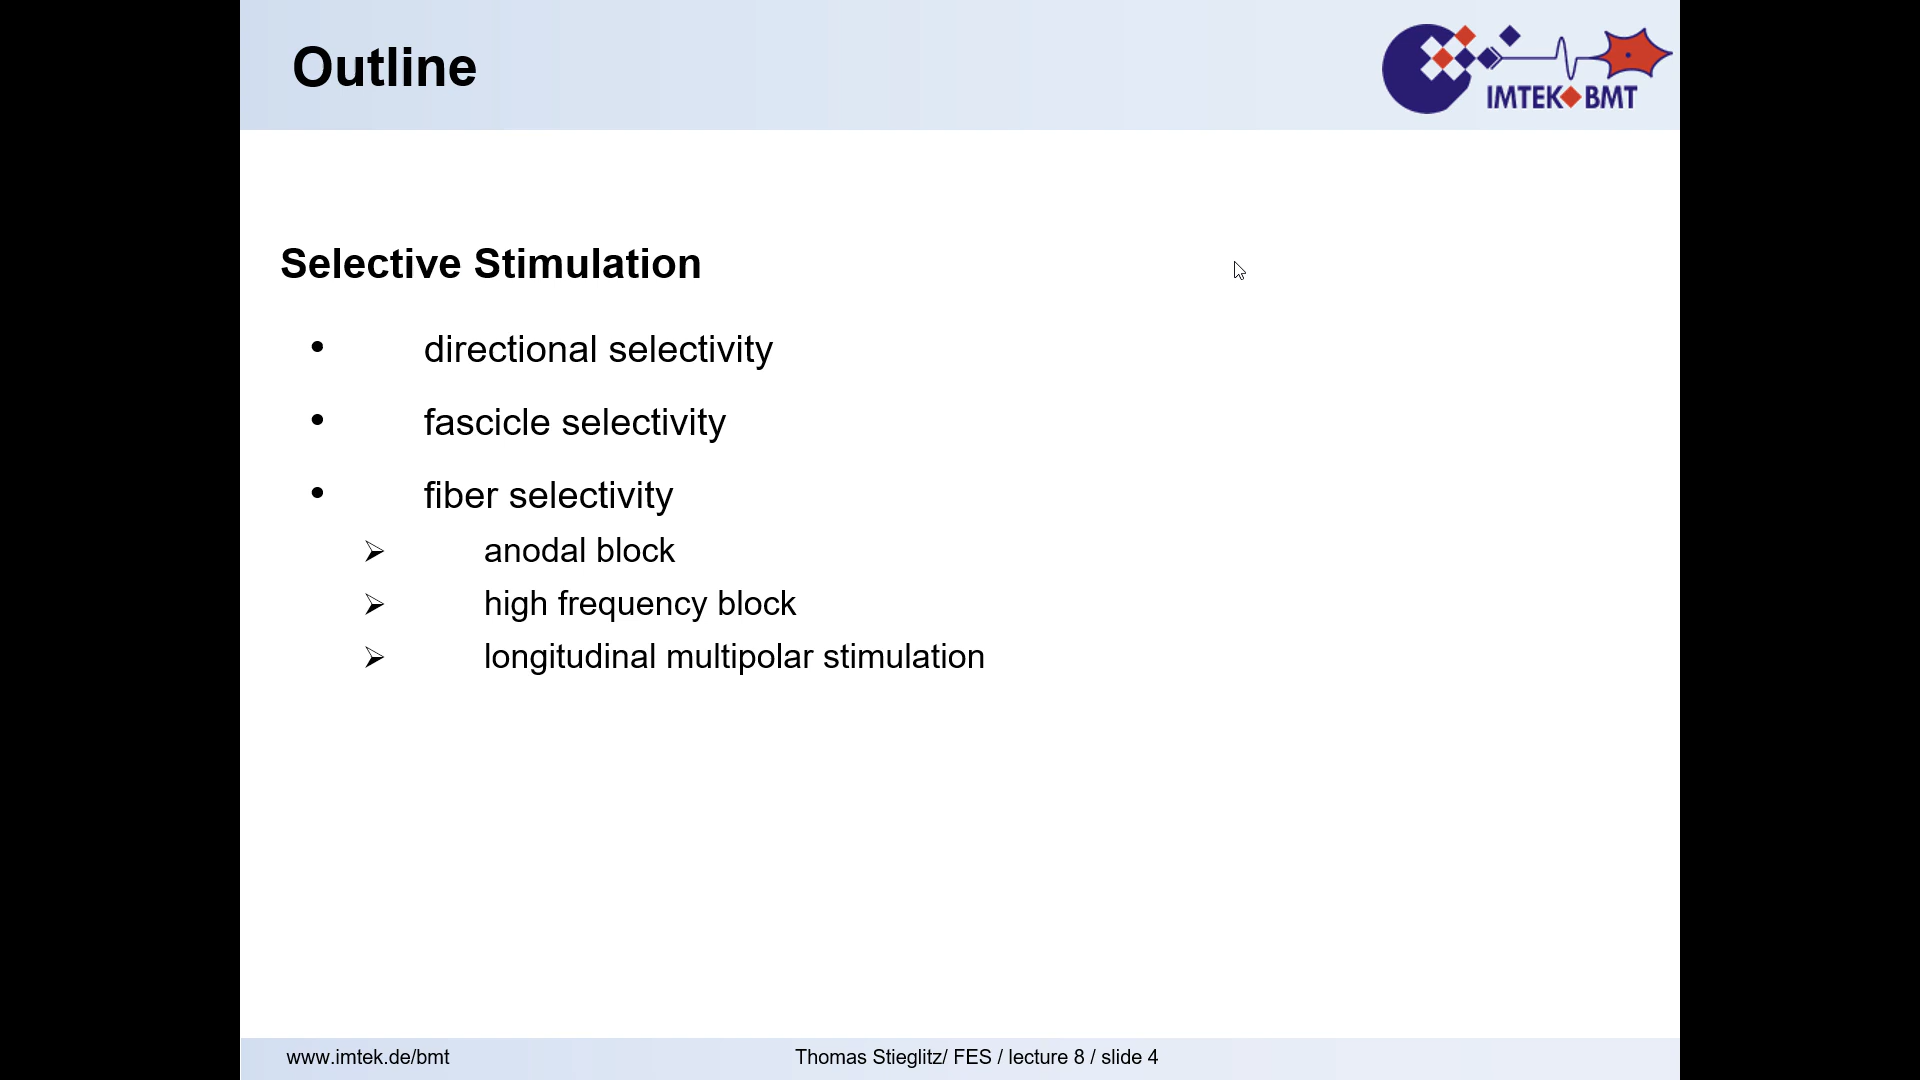 Outline
IMTEK BMT
Selective Stimulation
• directional selectivity
• fascicle selectivity
• fiber selectivity
➢ anodal block
➢ high frequency block
➢ longitudinal multipolar stimulation
www.imtek.de/bmt
Thomas Stieglitz/ FES / lecture 8 / slide 4